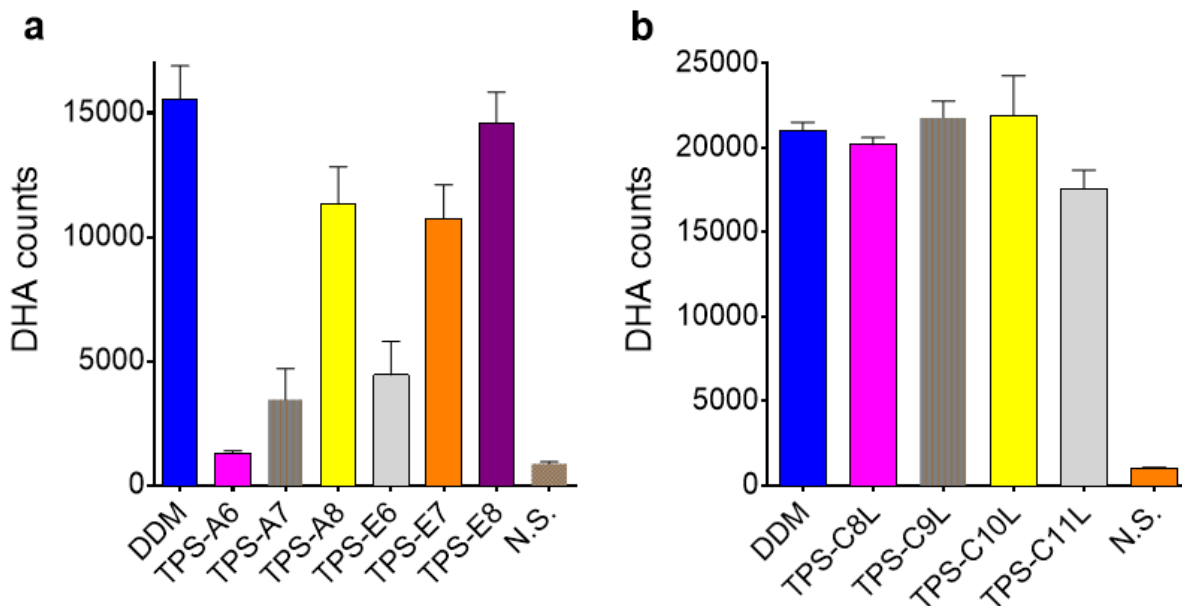 a
DHA counts
15000
10000
5000
0
DDM
TPS-A6
TPS-A7
TPS-A8
TPS-E6
TPS-E7
TPS-E8
N.S.
b
DHA counts
25000
20000
15000
10000
5000
0
DDM
TPS-C8L
TPS-C9L
TPS-C10L
TPS-C11L
N.S.